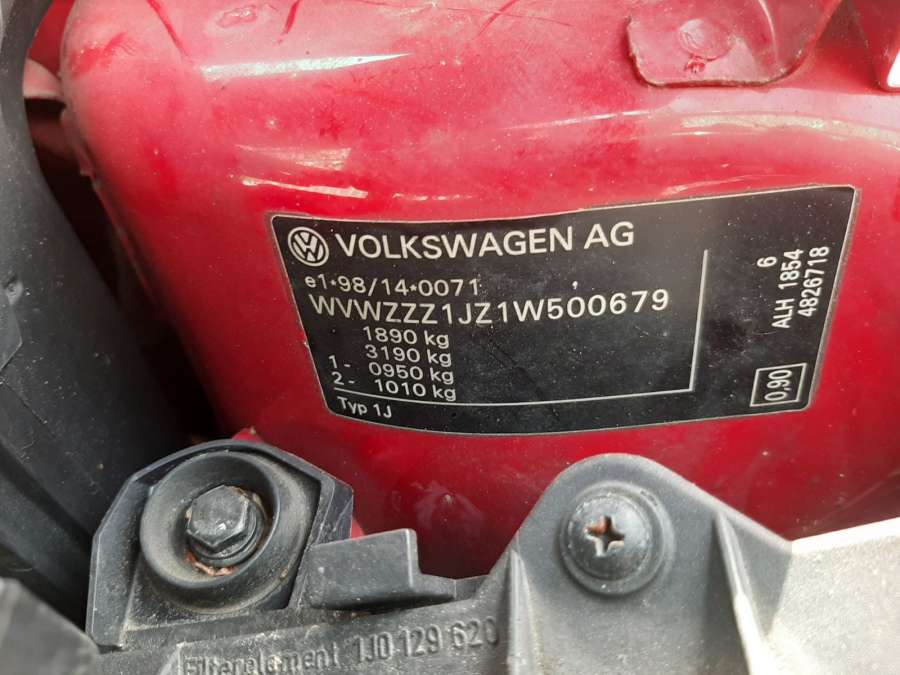 VOLKSWAGEN AG
e1*98/14*0071
WVWZZZ1JZ1W500679
1890 kg
3190 kg
1- 0950 kg
2- 1010 kg
Typ 1J
6
ALH 1854
4826718
0,90
Filterelement 1J0 129 620